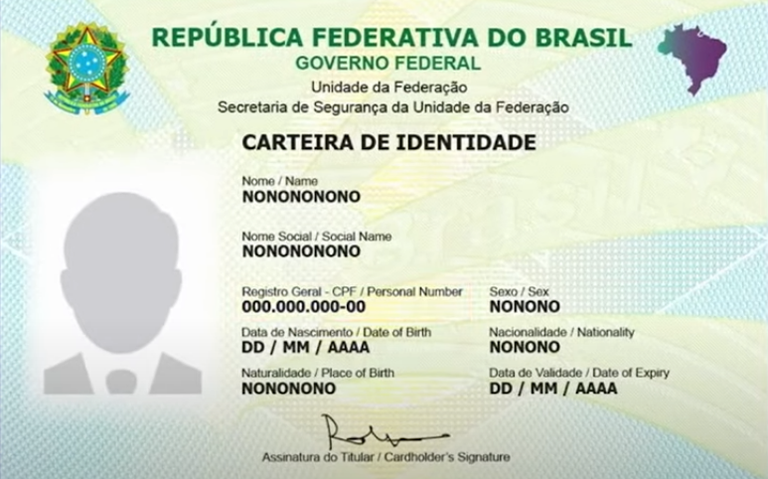 REPÚBLICA FEDERATIVA DO BRASIL
GOVERNO FEDERAL
Unidade da Federação
Secretaria de Segurança da Unidade da Federação
CARTEIRA DE IDENTIDADE
Nome / Name
NONONONONO
Nome Social / Social Name
NONONONONO
Registro Geral - CPF / Personal Number Sexo / Sex
000.000.000-00 NONONO
Data de Nascimento / Date of Birth Nacionalidade / Nationality
DD / MM / AAAA NONONO
Naturalidade / Place of Birth Data de Validade / Date of Expiry
NONONONO DD / MM / AAAA
Assinatura do Titular / Cardholder's Signature